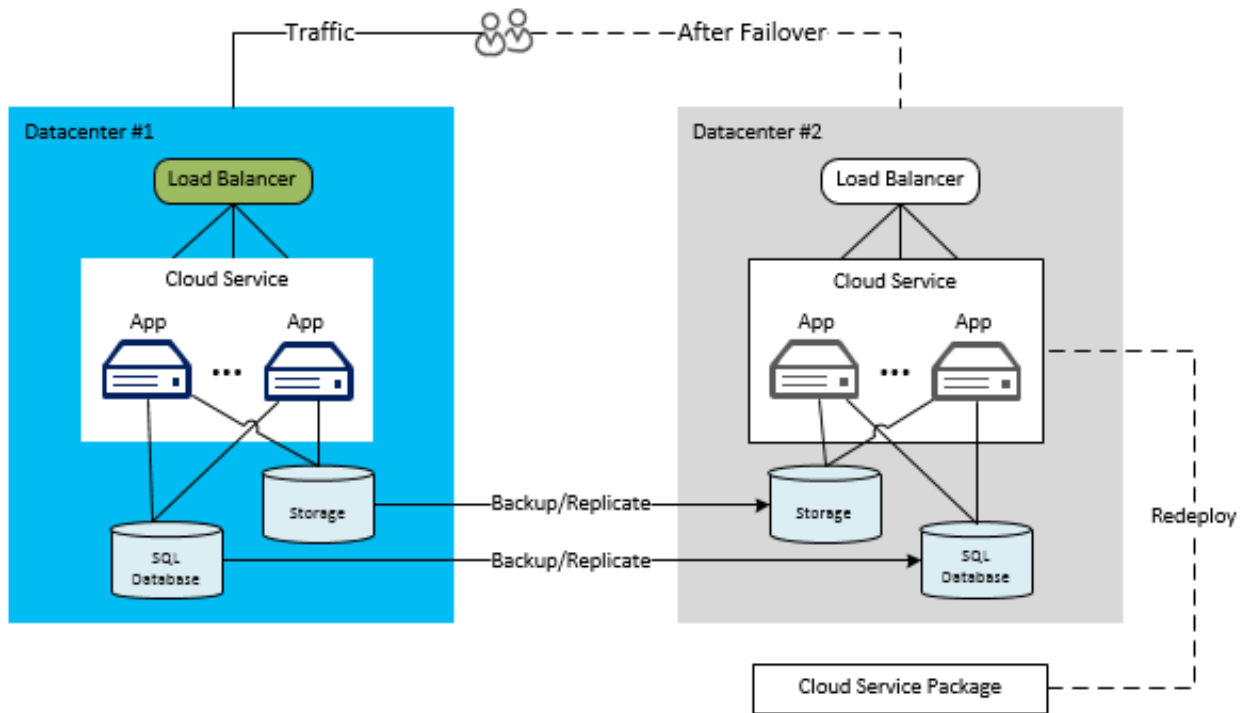 Traffic
After Failover
Datacenter #1
Datacenter #2
Load Balancer
Load Balancer
Cloud Service
Cloud Service
App
App
App
App
...
...
Storage
Backup/Replicate
Storage
SQL
Database
Backup/Replicate
SQL
Database
Redeploy
Cloud Service Package